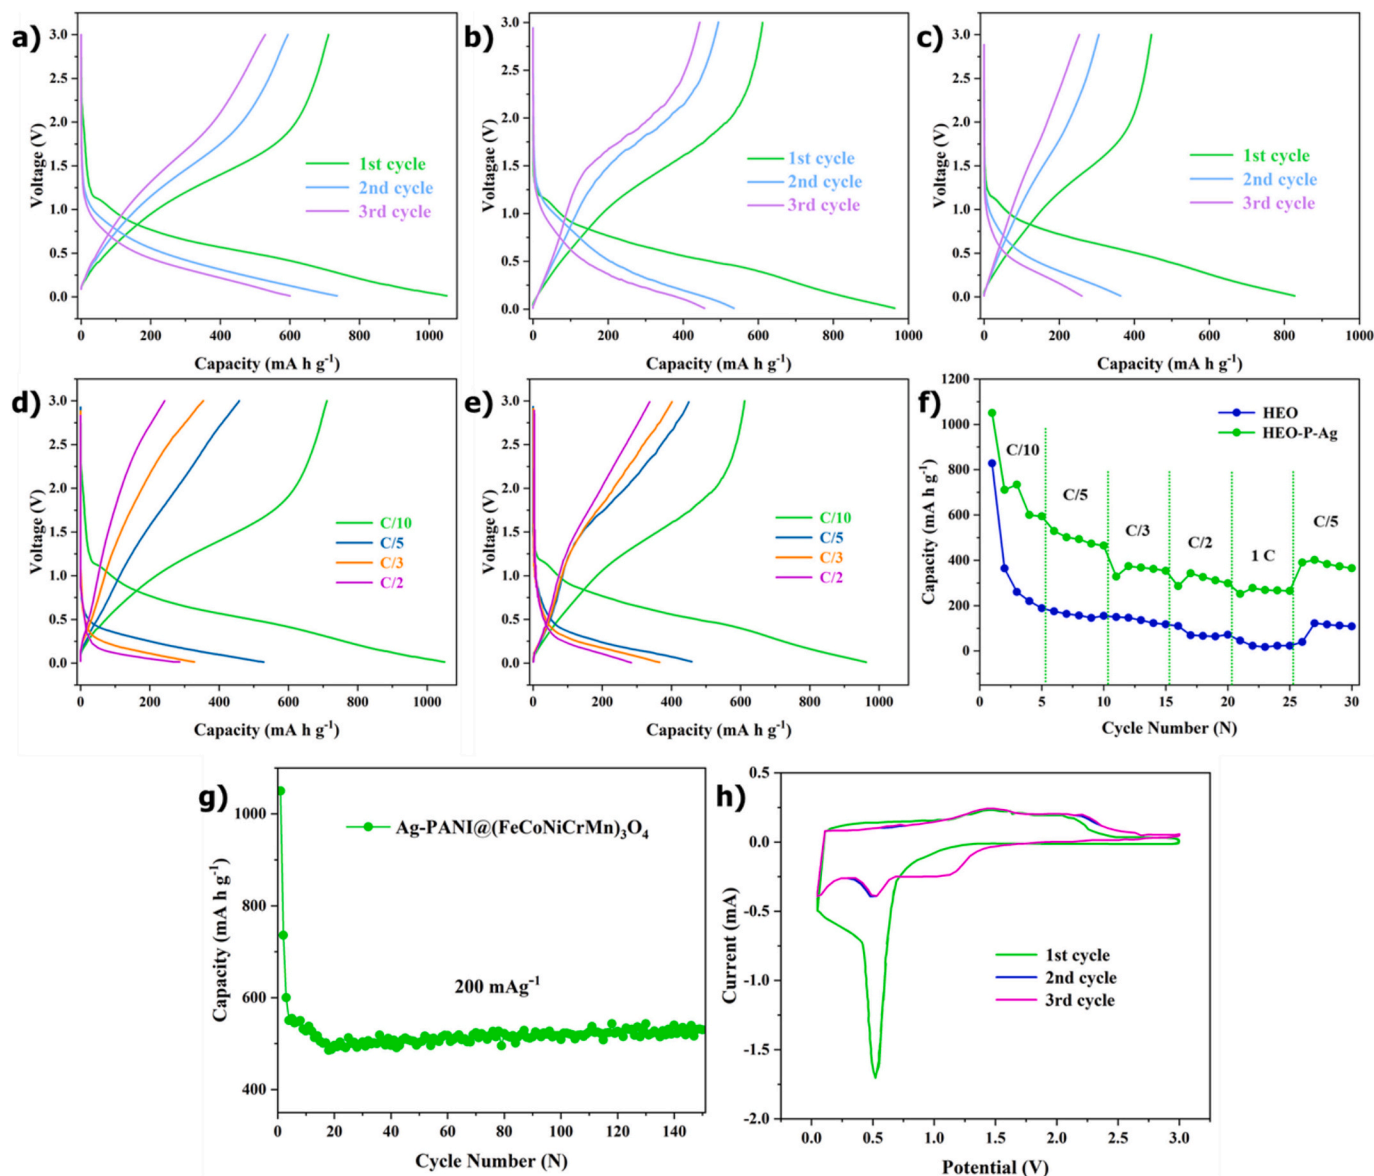 a)
3.0
2.5
2.0
1.5
1.0
0.5
0.0
Voltage (V)
1st cycle
2nd cycle
3rd cycle
0 200 400 600 800 1000
Capacity (mA h g⁻¹)
b)
3.0
2.5
2.0
1.5
1.0
0.5
0.0
Voltagae (V)
1st cycle
2nd cycle
3rd cycle
0 200 400 600 800 1000
Capacity (mA h g⁻¹)
c)
3.0
2.5
2.0
1.5
1.0
0.5
0.0
Voltage (V)
1st cycle
2nd cycle
3rd cycle
0 200 400 600 800 1000
Capacity (mA h g⁻¹)
d)
3.0
2.5
2.0
1.5
1.0
0.5
0.0
Voltage (V)
C/10
C/5
C/3
C/2
0 200 400 600 800 1000
Capacity (mA h g⁻¹)
e)
3.0
2.5
2.0
1.5
1.0
0.5
0.0
Voltage (V)
C/10
C/5
C/3
C/2
0 200 400 600 800 1000
Capacity (mA h g⁻¹)
f)
1200
1000
800
600
400
200
0
Capacity (mA h g⁻¹)
HEO
HEO-P-Ag
C/10
C/5
C/3
C/2
1 C
C/5
0 5 10 15 20 25 30
Cycle Number (N)
g)
1000
800
600
400
Capacity (mA h g⁻¹)
Ag-PANI@(FeCoNiCrMn)₃O₄
200 mAg⁻¹
0 20 40 60 80 100 120 140
Cycle Number (N)
h)
0.5
0.0
-0.5
-1.0
-1.5
-2.0
Current (mA)
1st cycle
2nd cycle
3rd cycle
0.0 0.5 1.0 1.5 2.0 2.5 3.0
Potential (V)